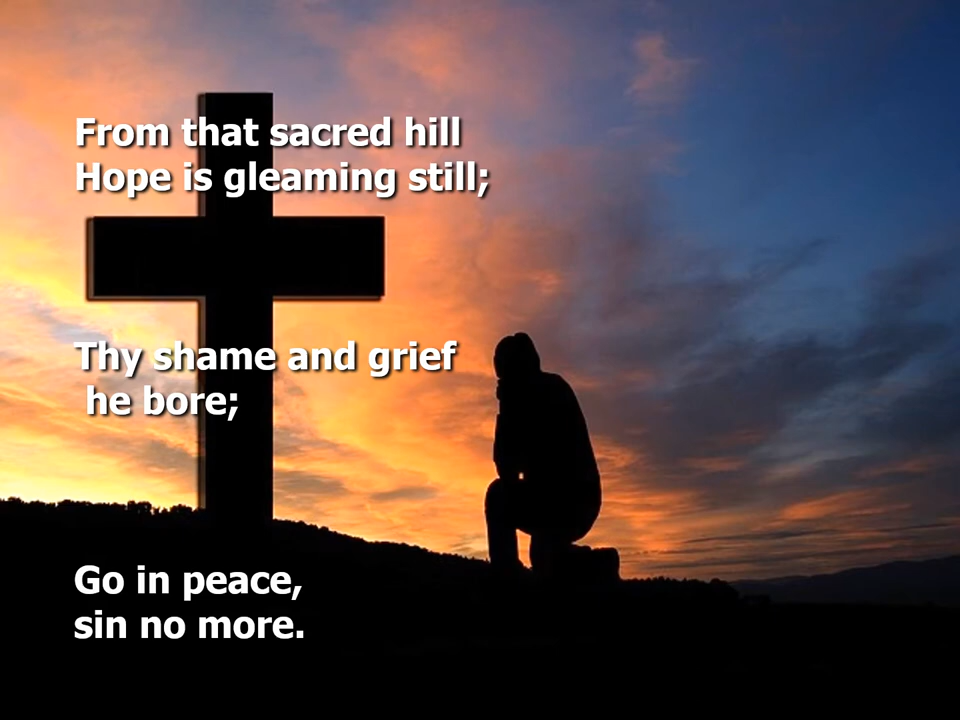 From that sacred hill
Hope is gleaming still;
Thy shame and grief
he bore;
Go in peace,
sin no more.